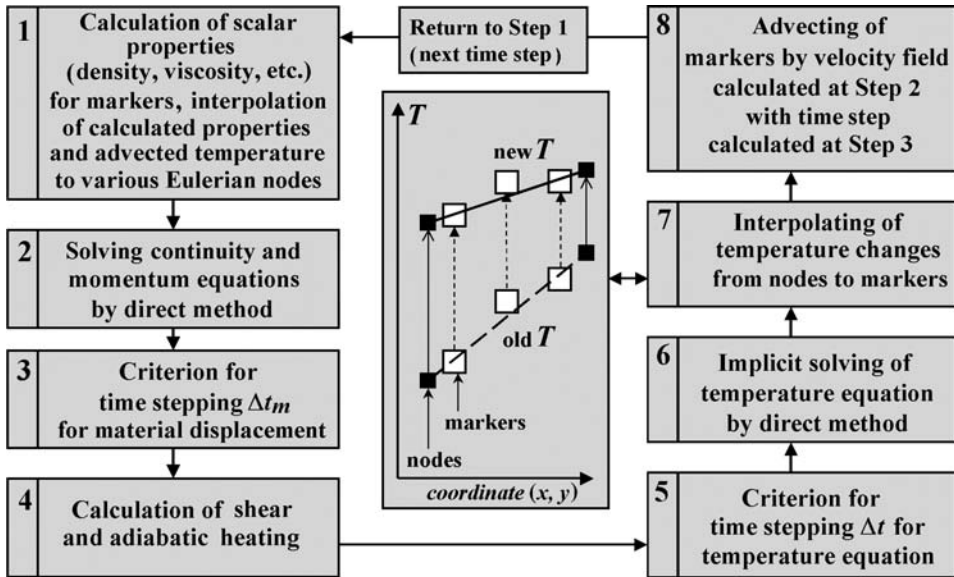 1
Calculation of scalar
properties
(density, viscosity, etc.)
for markers, interpolation
of calculated properties
and advected temperature
to various Eulerian nodes
2
Solving continuity and
momentum equations
by direct method
3
Criterion for
time stepping Δtm
for material displacement
4
Calculation of shear
and adiabatic heating
Return to Step 1
(next time step)
T
new T
old T
markers
nodes
coordinate (x, y)
8
Advecting of
markers by velocity field
calculated at Step 2
with time step
calculated at Step 3
7
Interpolating of
temperature changes
from nodes to markers
6
Implicit solving of
temperature equation
by direct method
5
Criterion for
time stepping Δt for
temperature equation